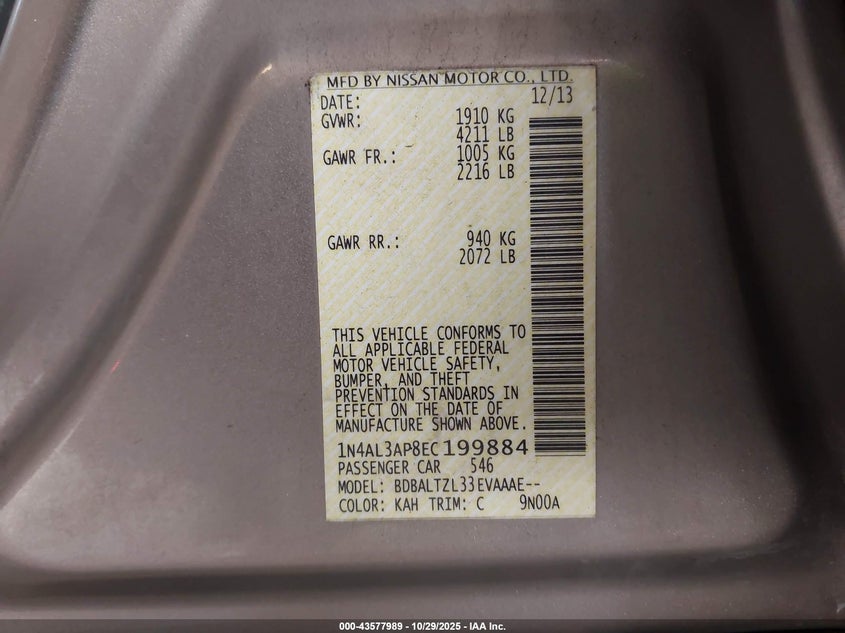 MFD BY NISSAN MOTOR CO., LTD.
DATE: 12/13
GVWR: 1910 KG
4211 LB
GAWR FR.: 1005 KG
2216 LB
GAWR RR.: 940 KG
2072 LB
THIS VEHICLE CONFORMS TO
ALL APPLICABLE FEDERAL
MOTOR VEHICLE SAFETY,
BUMPER, AND THEFT
PREVENTION STANDARDS IN
EFFECT ON THE DATE OF
MANUFACTURE SHOWN ABOVE.
1N4AL3AP8EC199884
PASSENGER CAR 546
MODEL: BDBALTZL33EVAAAE--
COLOR: KAH TRIM: C 9N00A
000-43577989 - 10/29/2025 - IAA Inc.